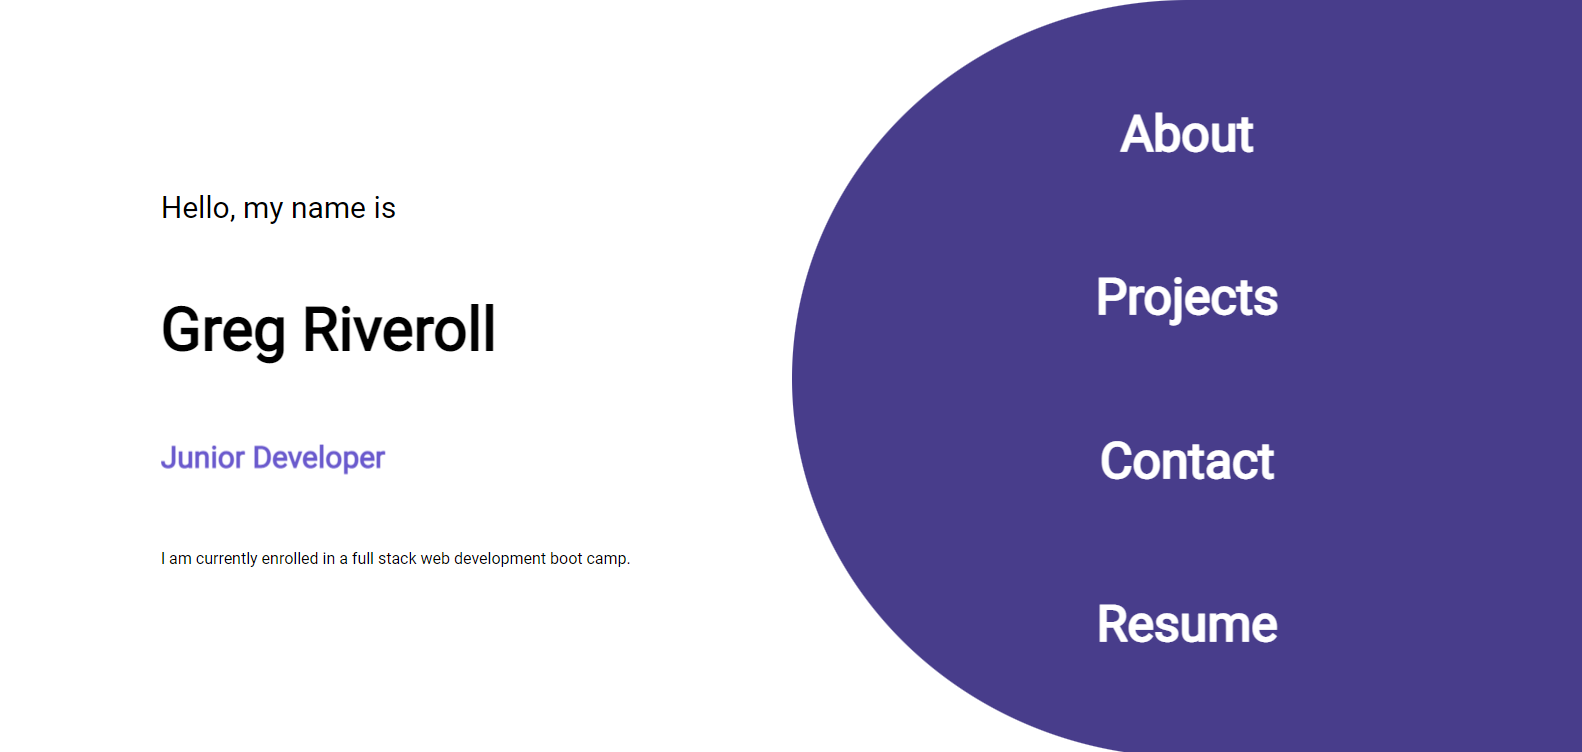 Hello, my name is
Greg Riveroll
Junior Developer
I am currently enrolled in a full stack web development boot camp.
About
Projects
Contact
Resume